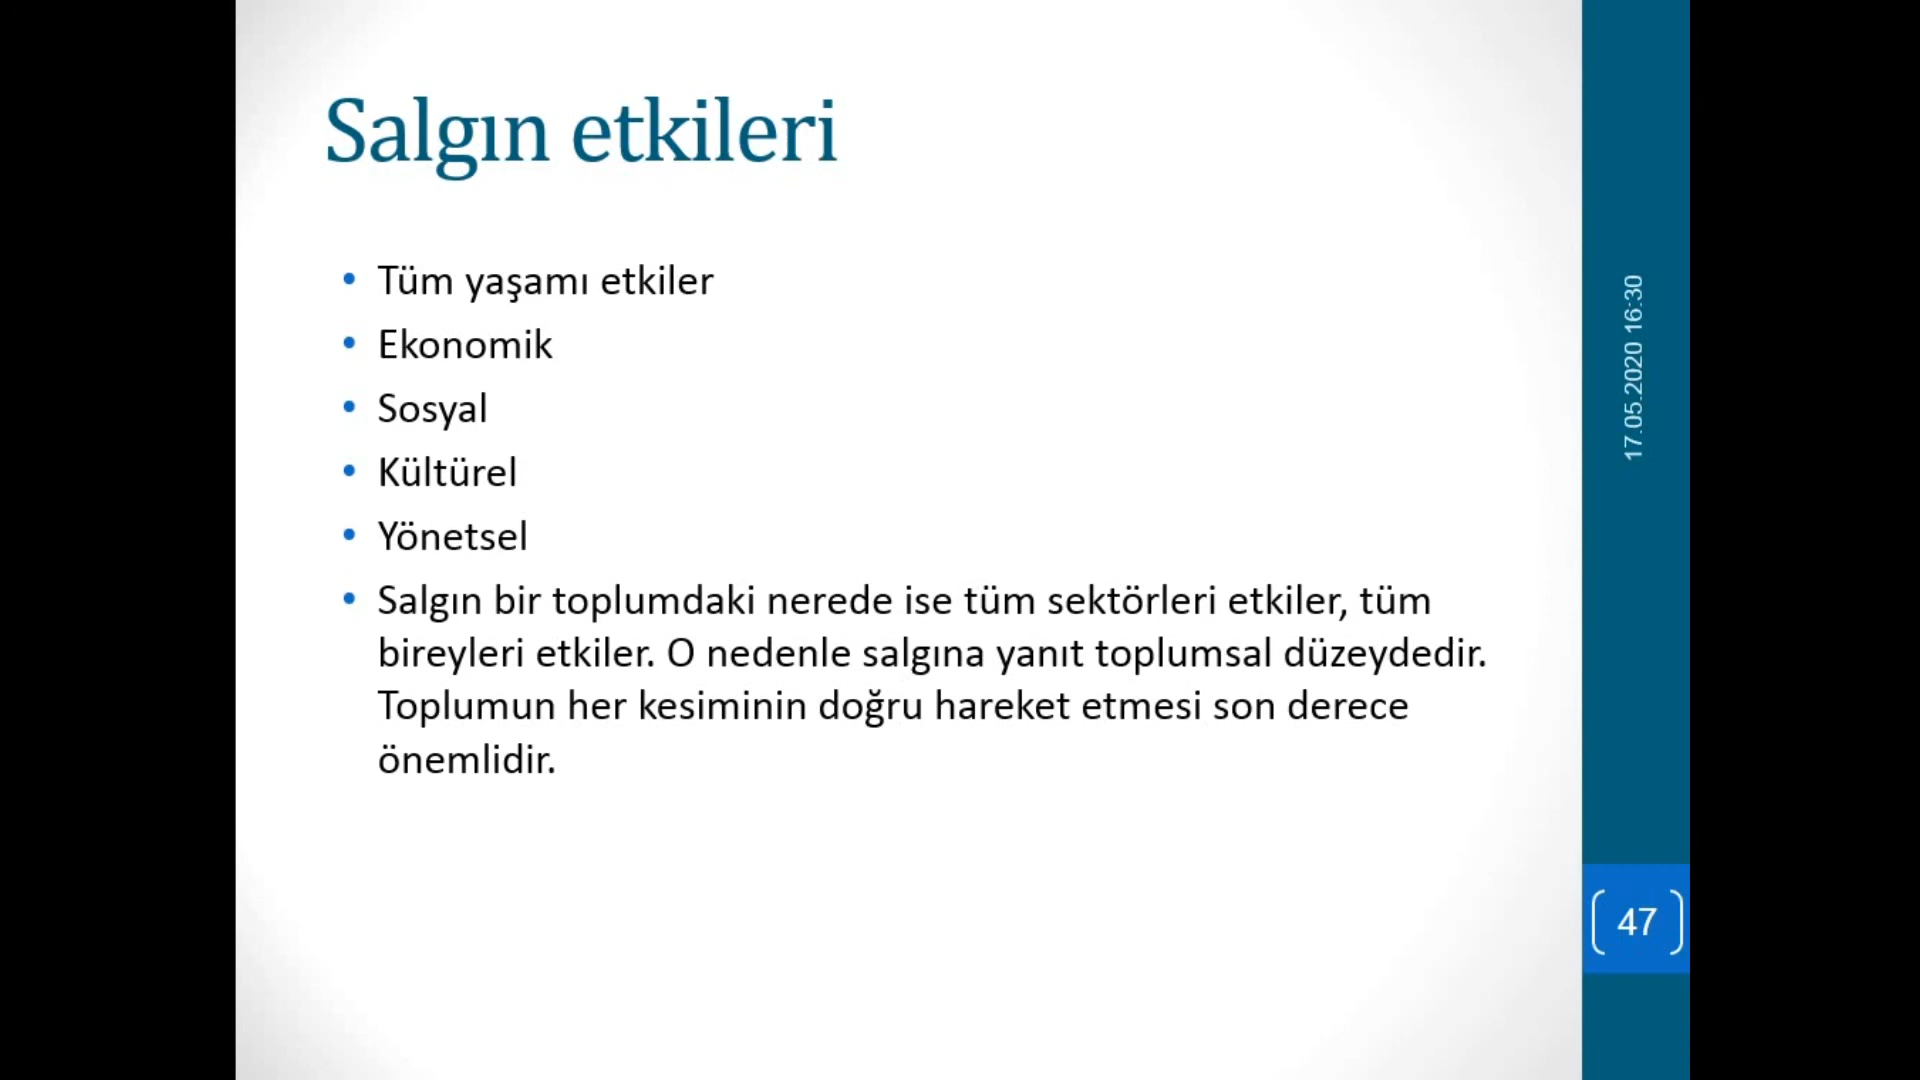 Salgın etkileri
• Tüm yaşamı etkiler
• Ekonomik
• Sosyal
• Kültürel
• Yönetsel
• Salgın bir toplumdaki nerede ise tüm sektörleri etkiler, tüm
bireyleri etkiler. O nedenle salgına yanıt toplumsal düzeydedir.
Toplumun her kesiminin doğru hareket etmesi son derece
önemlidir.
17.05.2020 16:30
47